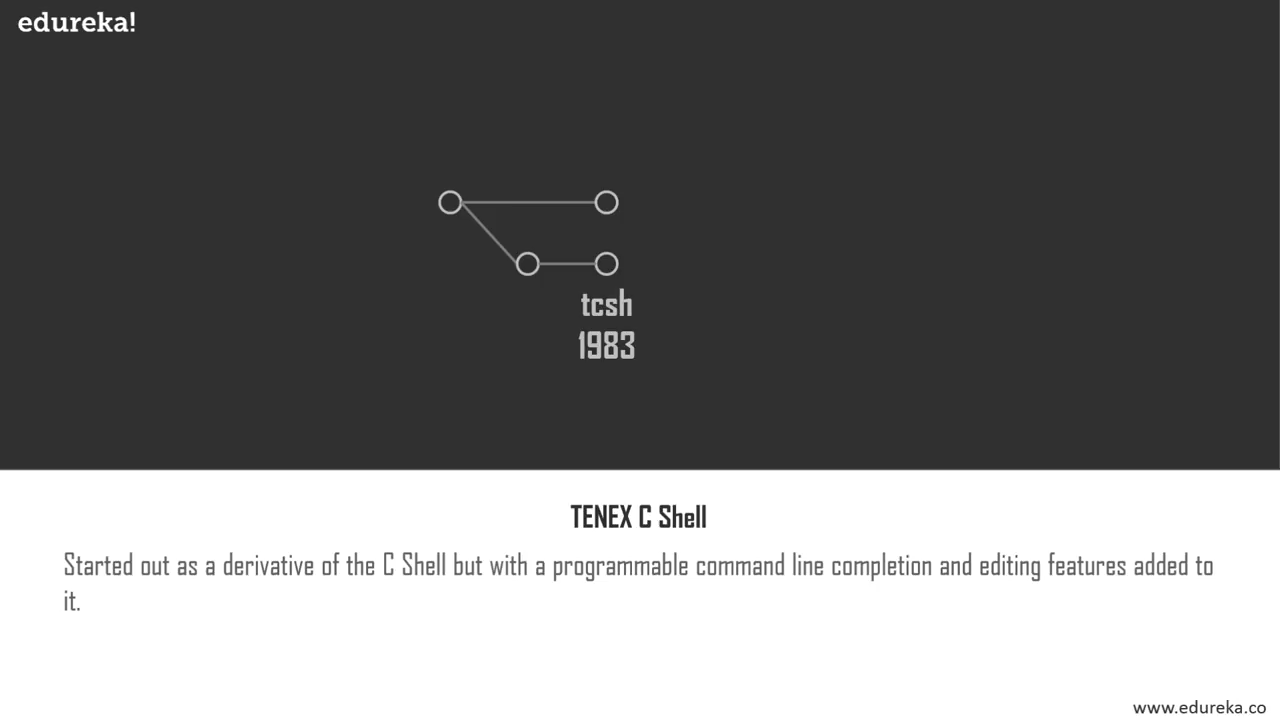 edureka!
tcsh
1983
TENEX C Shell
Started out as a derivative of the C Shell but with a programmable command line completion and editing features added to
it.
www.edureka.co